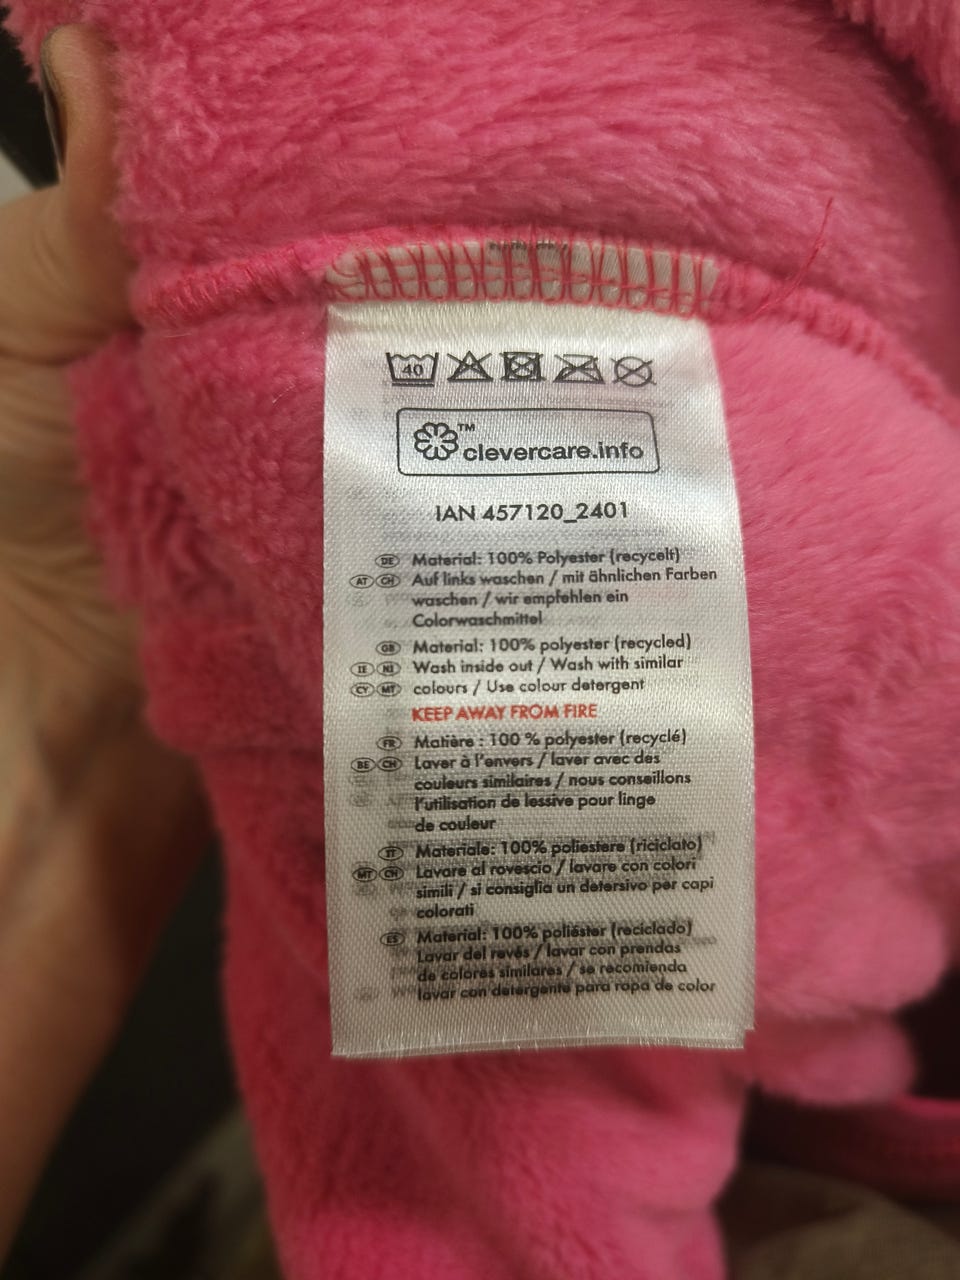 40
clevercare.info™
IAN 457120_2401
DE Material: 100% Polyester (recycelt)
AT CH Auf links waschen / mit ähnlichen Farben
waschen / wir empfehlen ein
Colorwaschmittel
GB Material: 100% polyester (recycled)
IE NI Wash inside out / Wash with similar
CY MT colours / Use colour detergent
KEEP AWAY FROM FIRE
FR Matière : 100 % polyester (recyclé)
BE CH Laver à l'envers / laver avec des
couleurs similaires / nous conseillons
l'utilisation de lessive pour linge
de couleur
IT Materiale: 100% poliestere (riciclato)
MT CH Lavare al rovescio / lavare con colori
simili / si consiglia un detersivo per capi
colorati
ES Material: 100% poliéster (reciclado)
Lavar del revés / lavar con prendas
de colores similares / se recomienda
lavar con detergente para ropa de color